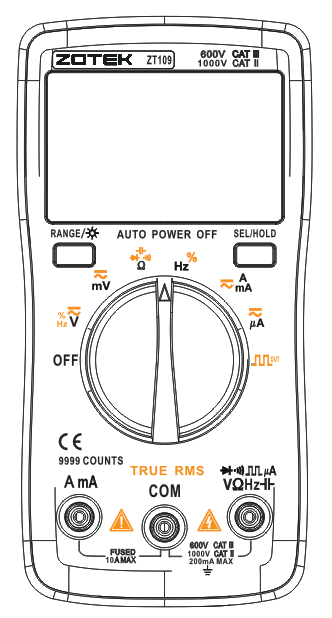 ZOTEK ZT109 600V CAT III
1000V CAT II
RANGE/ AUTO POWER OFF SEL/HOLD
Ω Hz %
mV A
mA
% Hz V μA
OFF OUT
CE
9999 COUNTS
TRUE RMS
A mA COM μA
VΩHz
FUSED
10A MAX
600V CAT III
1000V CAT II
200mA MAX